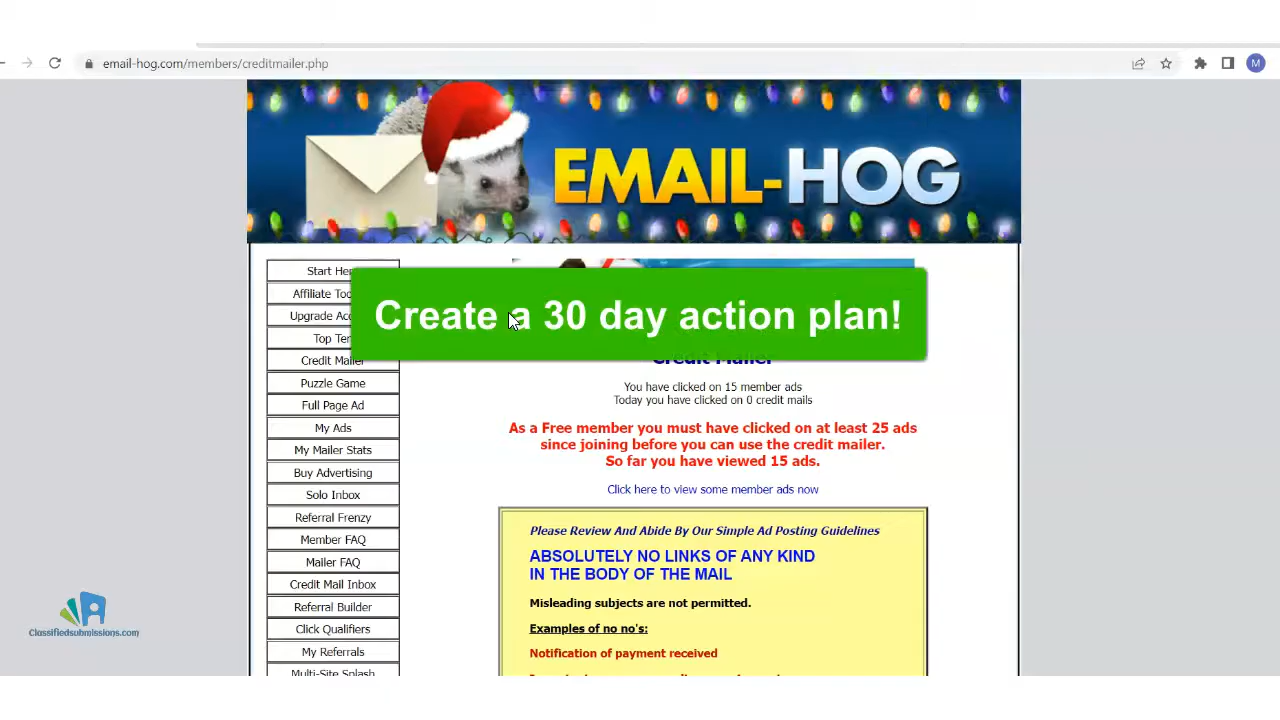 email-hog.com/members/creditmailer.php
M
EMAIL-HOG
Create a 30 day action plan!
Start He
Affiliate Too
Upgrade Acc
Top Ten
Credit Mailer
Puzzle Game
Full Page Ad
My Ads
My Mailer Stats
Buy Advertising
Solo Inbox
Referral Frenzy
Member FAQ
Mailer FAQ
Credit Mail Inbox
Referral Builder
Click Qualifiers
My Referrals
Multi-Site Splash
Credit Mailer
You have clicked on 15 member ads
Today you have clicked on 0 credit mails
As a Free member you must have clicked on at least 25 ads
since joining before you can use the credit mailer.
So far you have viewed 15 ads.
Click here to view some member ads now
Please Review And Abide By Our Simple Ad Posting Guidelines
ABSOLUTELY NO LINKS OF ANY KIND
IN THE BODY OF THE MAIL
Misleading subjects are not permitted.
Examples of no no's:
Notification of payment received
Classifiedsubmissions.com